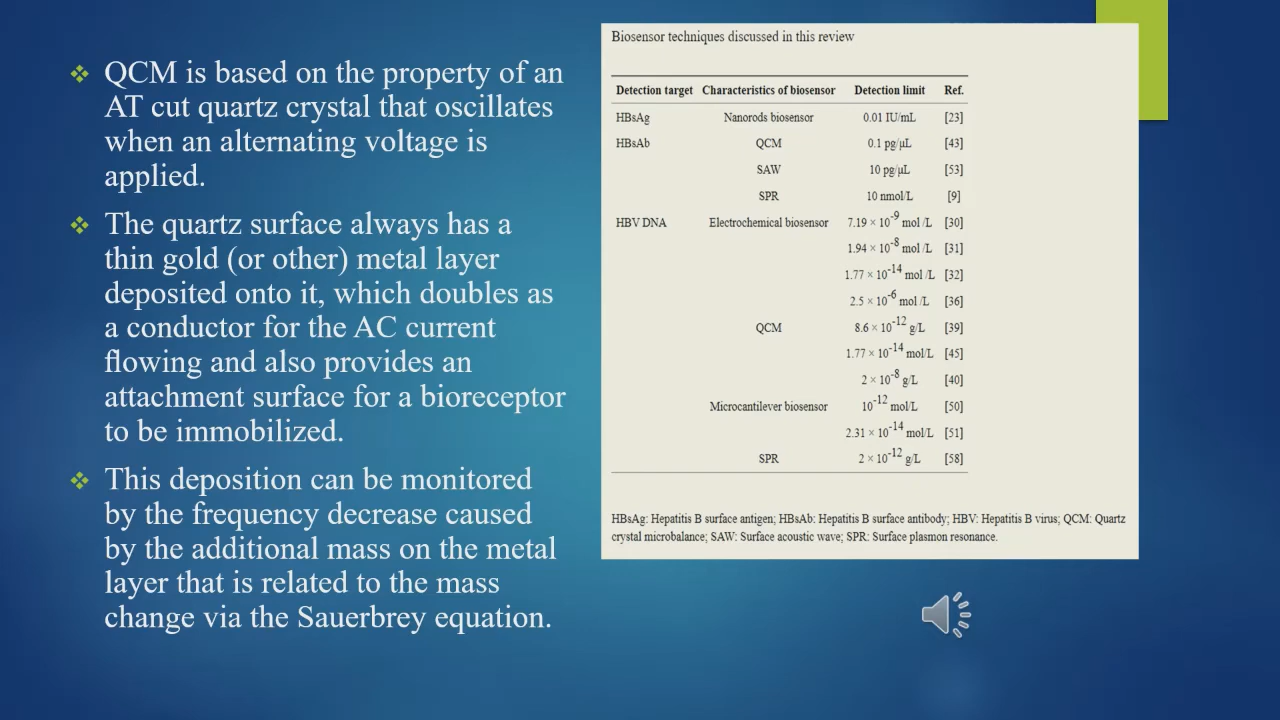 QCM is based on the property of an
AT cut quartz crystal that oscillates
when an alternating voltage is
applied.
The quartz surface always has a
thin gold (or other) metal layer
deposited onto it, which doubles as
a conductor for the AC current
flowing and also provides an
attachment surface for a bioreceptor
to be immobilized.
This deposition can be monitored
by the frequency decrease caused
by the additional mass on the metal
layer that is related to the mass
change via the Sauerbrey equation.
Biosensor techniques discussed in this review
Detection target Characteristics of biosensor Detection limit Ref.
HBsAg Nanorods biosensor 0.01 IU/mL [23]
HBsAb QCM 0.1 pg/μL [43]
SAW 10 pg/μL [53]
SPR 10 nmol/L [9]
HBV DNA Electrochemical biosensor 7.19 × 10⁻⁹ mol /L [30]
1.94 × 10⁻⁸ mol /L [31]
1.77 × 10⁻¹⁴ mol /L [32]
2.5 × 10⁻⁶ mol /L [36]
QCM 8.6 × 10⁻¹² g/L [39]
1.77 × 10⁻¹⁴ mol/L [45]
2 × 10⁻⁸ g/L [40]
Microcantilever biosensor 10⁻¹² mol/L [50]
2.31 × 10⁻¹⁴ mol/L [51]
SPR 2 × 10⁻¹² g/L [58]
HBsAg: Hepatitis B surface antigen; HBsAb: Hepatitis B surface antibody; HBV: Hepatitis B virus; QCM: Quartz
crystal microbalance; SAW: Surface acoustic wave; SPR: Surface plasmon resonance.